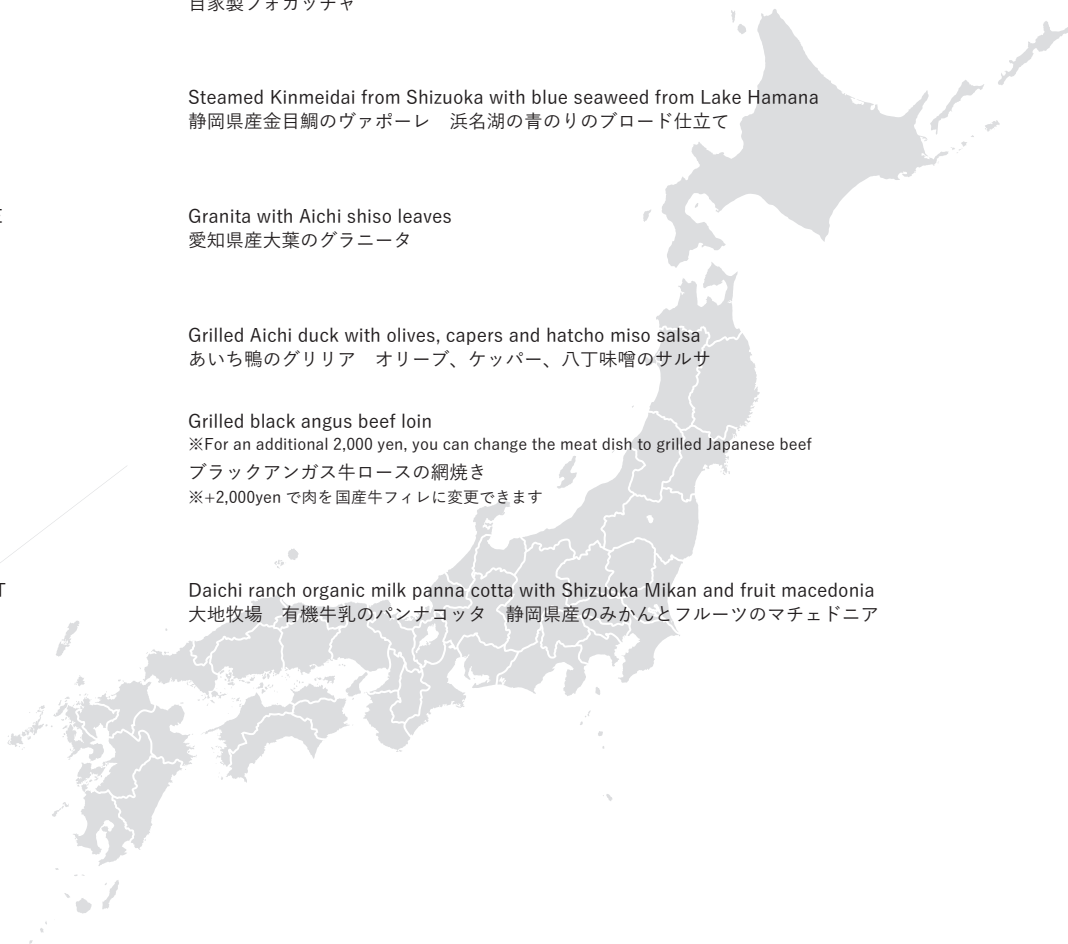 自家製フォカッチャ
Steamed Kinmeidai from Shizuoka with blue seaweed from Lake Hamana
静岡県産金目鯛のヴァポーレ　浜名湖の青のりのブロード仕立て
Granita with Aichi shiso leaves
愛知県産大葉のグラニータ
Grilled Aichi duck with olives, capers and hatcho miso salsa
あいち鴨のグリリア　オリーブ、ケッパー、八丁味噌のサルサ
Grilled black angus beef loin
※For an additional 2,000 yen, you can change the meat dish to grilled Japanese beef
ブラックアンガス牛ロースの網焼き
※+2,000yen で肉を国産牛フィレに変更できます
T
Daichi ranch organic milk panna cotta with Shizuoka Mikan and fruit macedonia
大地牧場　有機牛乳のパンナコッタ　静岡県産のみかんとフルーツのマチェドニア